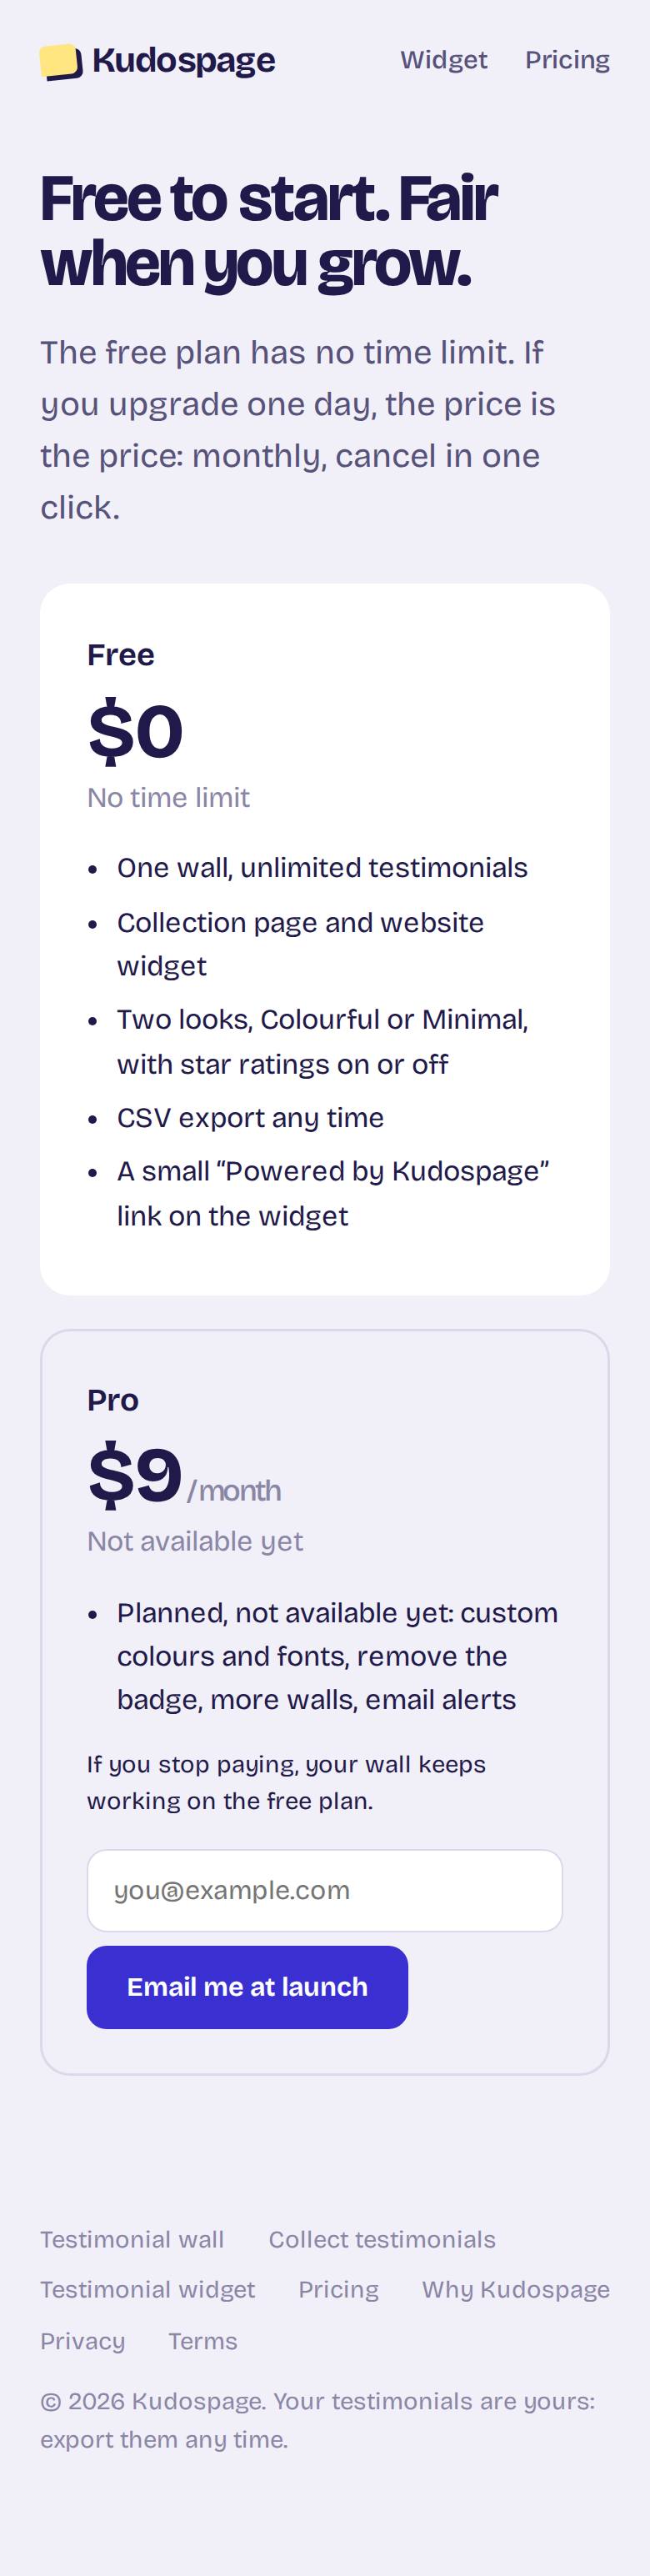 Kudospage
Widget
Pricing
Free to start. Fair
when you grow.
The free plan has no time limit. If
you upgrade one day, the price is
the price: monthly, cancel in one
click.
Free
$0
No time limit
• One wall, unlimited testimonials
• Collection page and website
widget
• Two looks, Colourful or Minimal,
with star ratings on or off
• CSV export any time
• A small “Powered by Kudospage”
link on the widget
Pro
$9 /month
Not available yet
• Planned, not available yet: custom
colours and fonts, remove the
badge, more walls, email alerts
If you stop paying, your wall keeps
working on the free plan.
you@example.com
Email me at launch
Testimonial wall Collect testimonials
Testimonial widget Pricing Why Kudospage
Privacy Terms
© 2026 Kudospage. Your testimonials are yours:
export them any time.